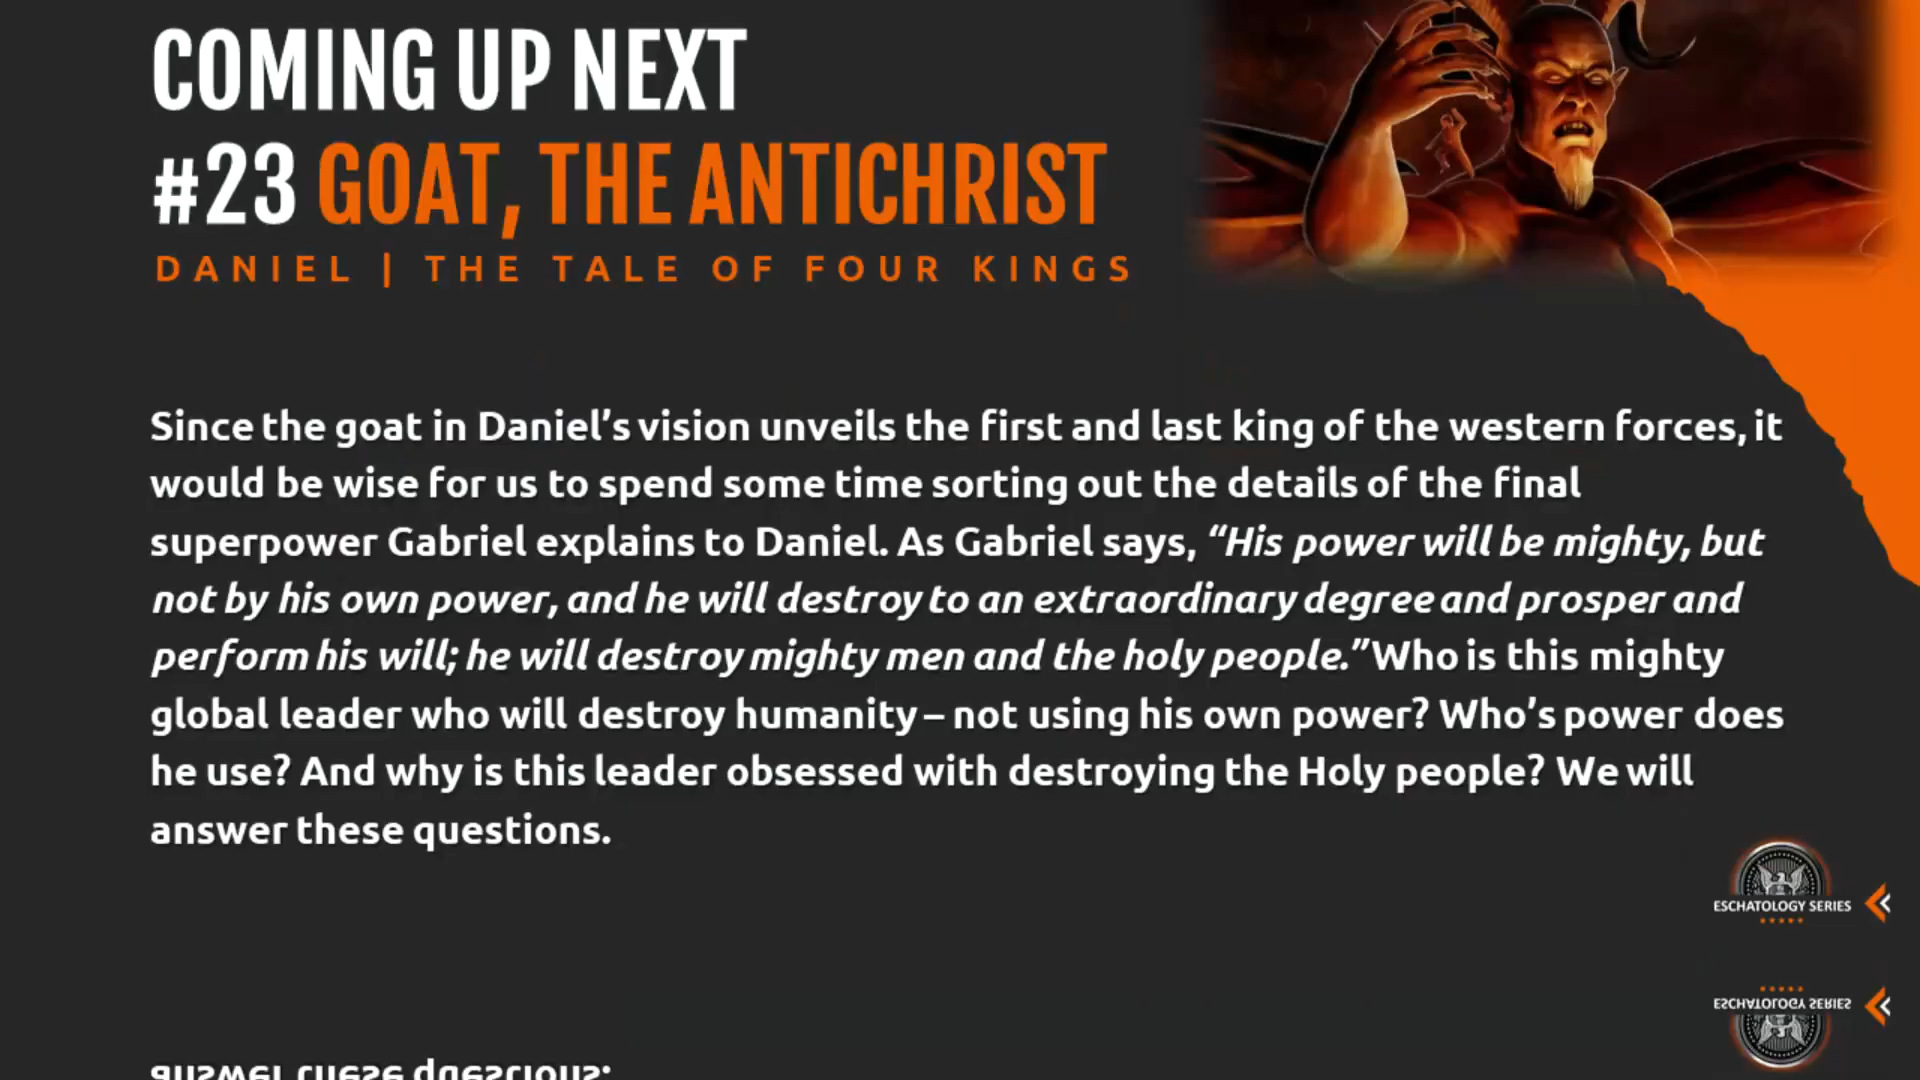 COMING UP NEXT
#23 GOAT, THE ANTICHRIST
DANIEL | THE TALE OF FOUR KINGS
Since the goat in Daniel’s vision unveils the first and last king of the western forces, it
would be wise for us to spend some time sorting out the details of the final
superpower Gabriel explains to Daniel. As Gabriel says, “His power will be mighty, but
not by his own power, and he will destroy to an extraordinary degree and prosper and
perform his will; he will destroy mighty men and the holy people.” Who is this mighty
global leader who will destroy humanity – not using his own power? Who’s power does
he use? And why is this leader obsessed with destroying the Holy people? We will
answer these questions.
ESCHATOLOGY SERIES
ESCHATOLOGY SERIES
answer these questions.